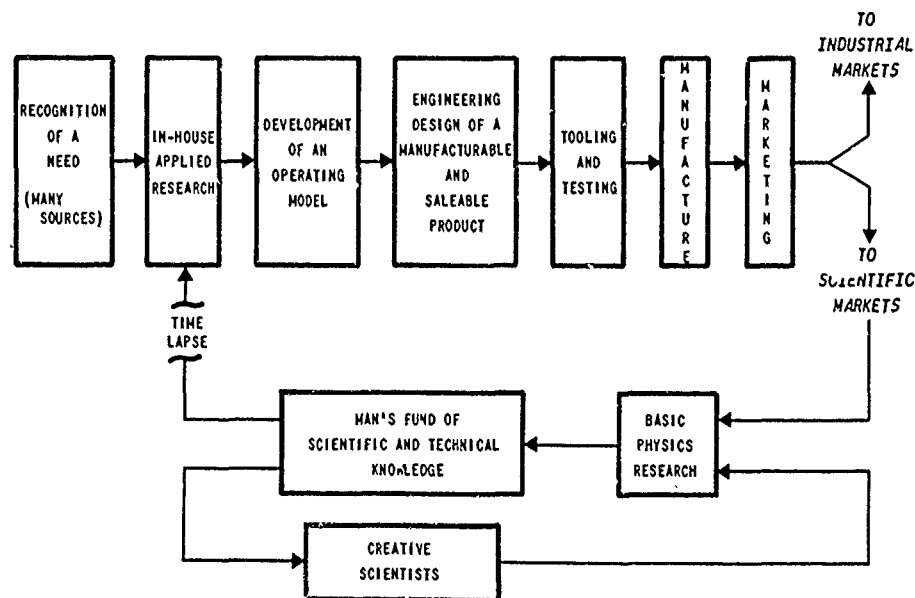 TO
INDUSTRIAL
MARKETS
RECOGNITION
OF A
NEED
(MANY
SOURCES)
IN-HOUSE
APPLIED
RESEARCH
DEVELOPMENT
OF AN
OPERATING
MODEL
ENGINEERING
DESIGN OF A
MANUFACTURABLE
AND
SALEABLE
PRODUCT
TOOLING
AND
TESTING
MANUFACTURE
MARKETING
TO
SCIENTIFIC
MARKETS
TIME
LAPSE
MAN'S FUND OF
SCIENTIFIC AND TECHNICAL
KNOWLEDGE
BASIC
PHYSICS
RESEARCH
CREATIVE
SCIENTISTS